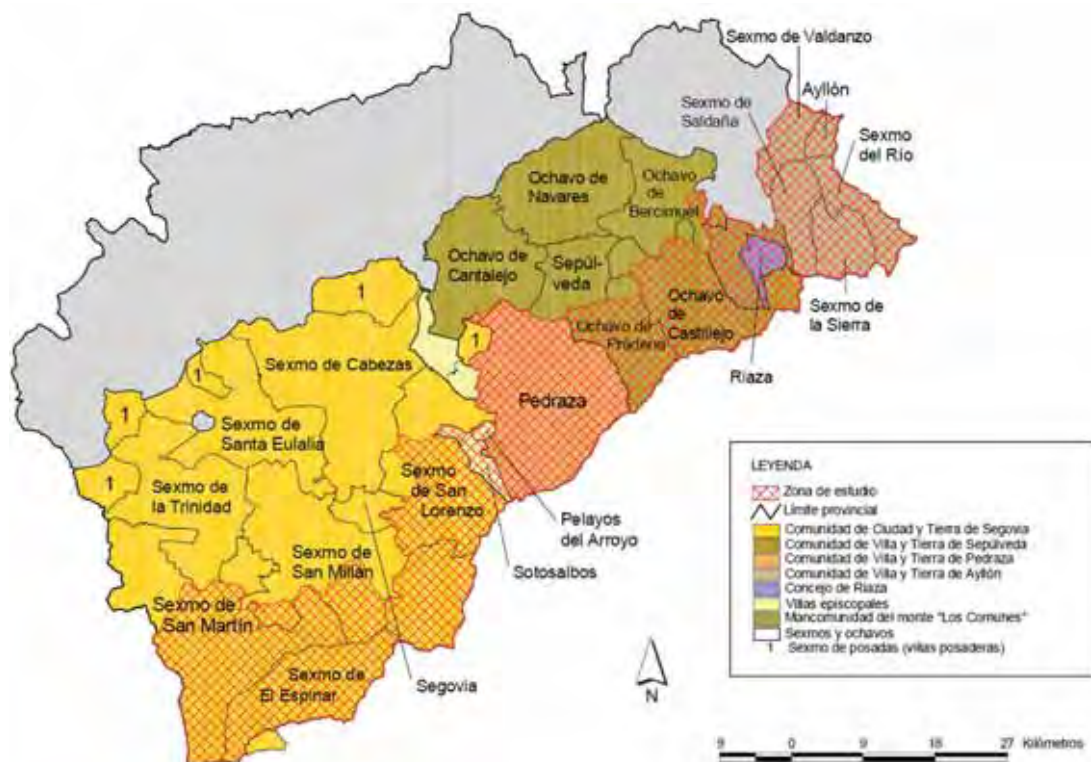 Sexmo de Valdanzo
Ayllón
Sexmo de
Saldaña
Sexmo
del Río
Ochavo de
Navares
Ochavo
de
Bercimuel
Ochavo de
Cantalejo
Sepúl-
veda
Ochavo
de
Castillejo
Ochavo de
Prádena
Sexmo de
la Sierra
Riaza
1
1
Sexmo de Cabezas
1
Pedraza
1
Sexmo de
Santa Eulalia
1
Sexmo de
la Trinidad
Sexmo
de San
Lorenzo
Pelayos
del Arroyo
Sotosalbos
Sexmo de
San Millán
Sexmo de
San Martín
Sexmo de
El Espinar
Segovia
LEYENDA
Zona de estudio
Límite provincial
Comunidad de Ciudad y Tierra de Segovia
Comunidad de Villa y Tierra de Sepúlveda
Comunidad de Villa y Tierra de Pedraza
Comunidad de Villa y Tierra de Ayllón
Concejo de Riaza
Villas episcopales
Mancomunidad del monte "Los Comunes"
Sexmos y ochavos
1 Sexmo de posadas (villas posaderas)
N
9 0 9 18 27 Kilómetros